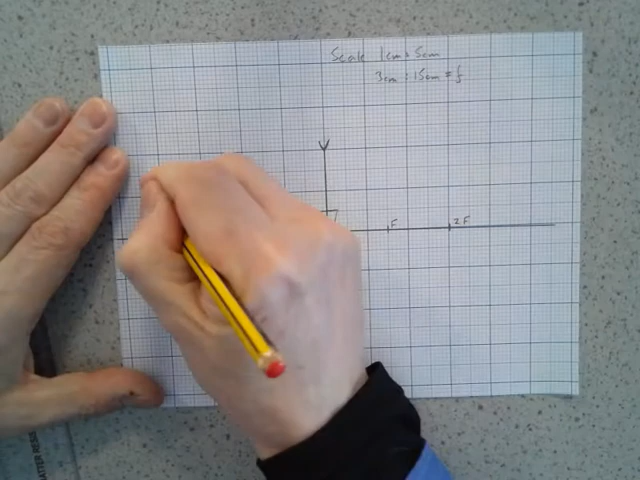 Scale 1cm : 5cm
3cm : 15cm = f
F 2F